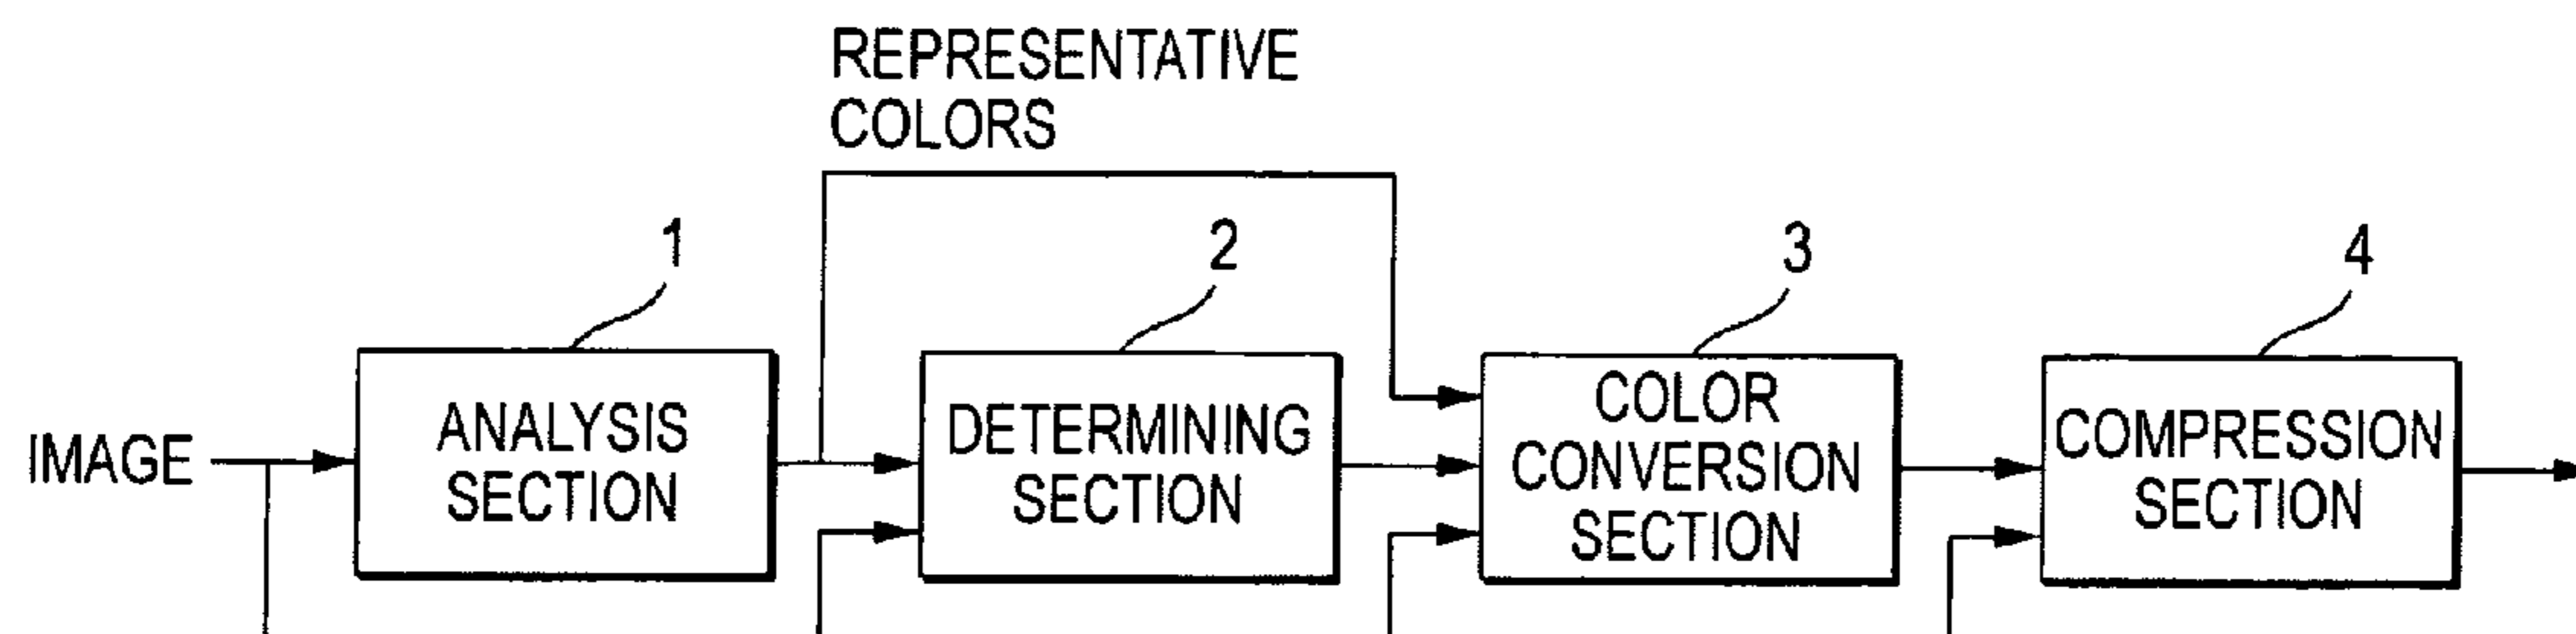 REPRESENTATIVE
COLORS
1
2
3
4
IMAGE
ANALYSIS
SECTION
DETERMINING
SECTION
COLOR
CONVERSION
SECTION
COMPRESSION
SECTION